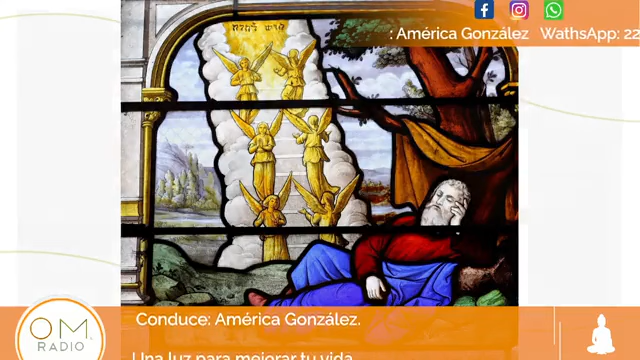 : América González WathsApp: 22
Conduce: América González.
Una luz para mejorar tu vida
OM.
RADIO